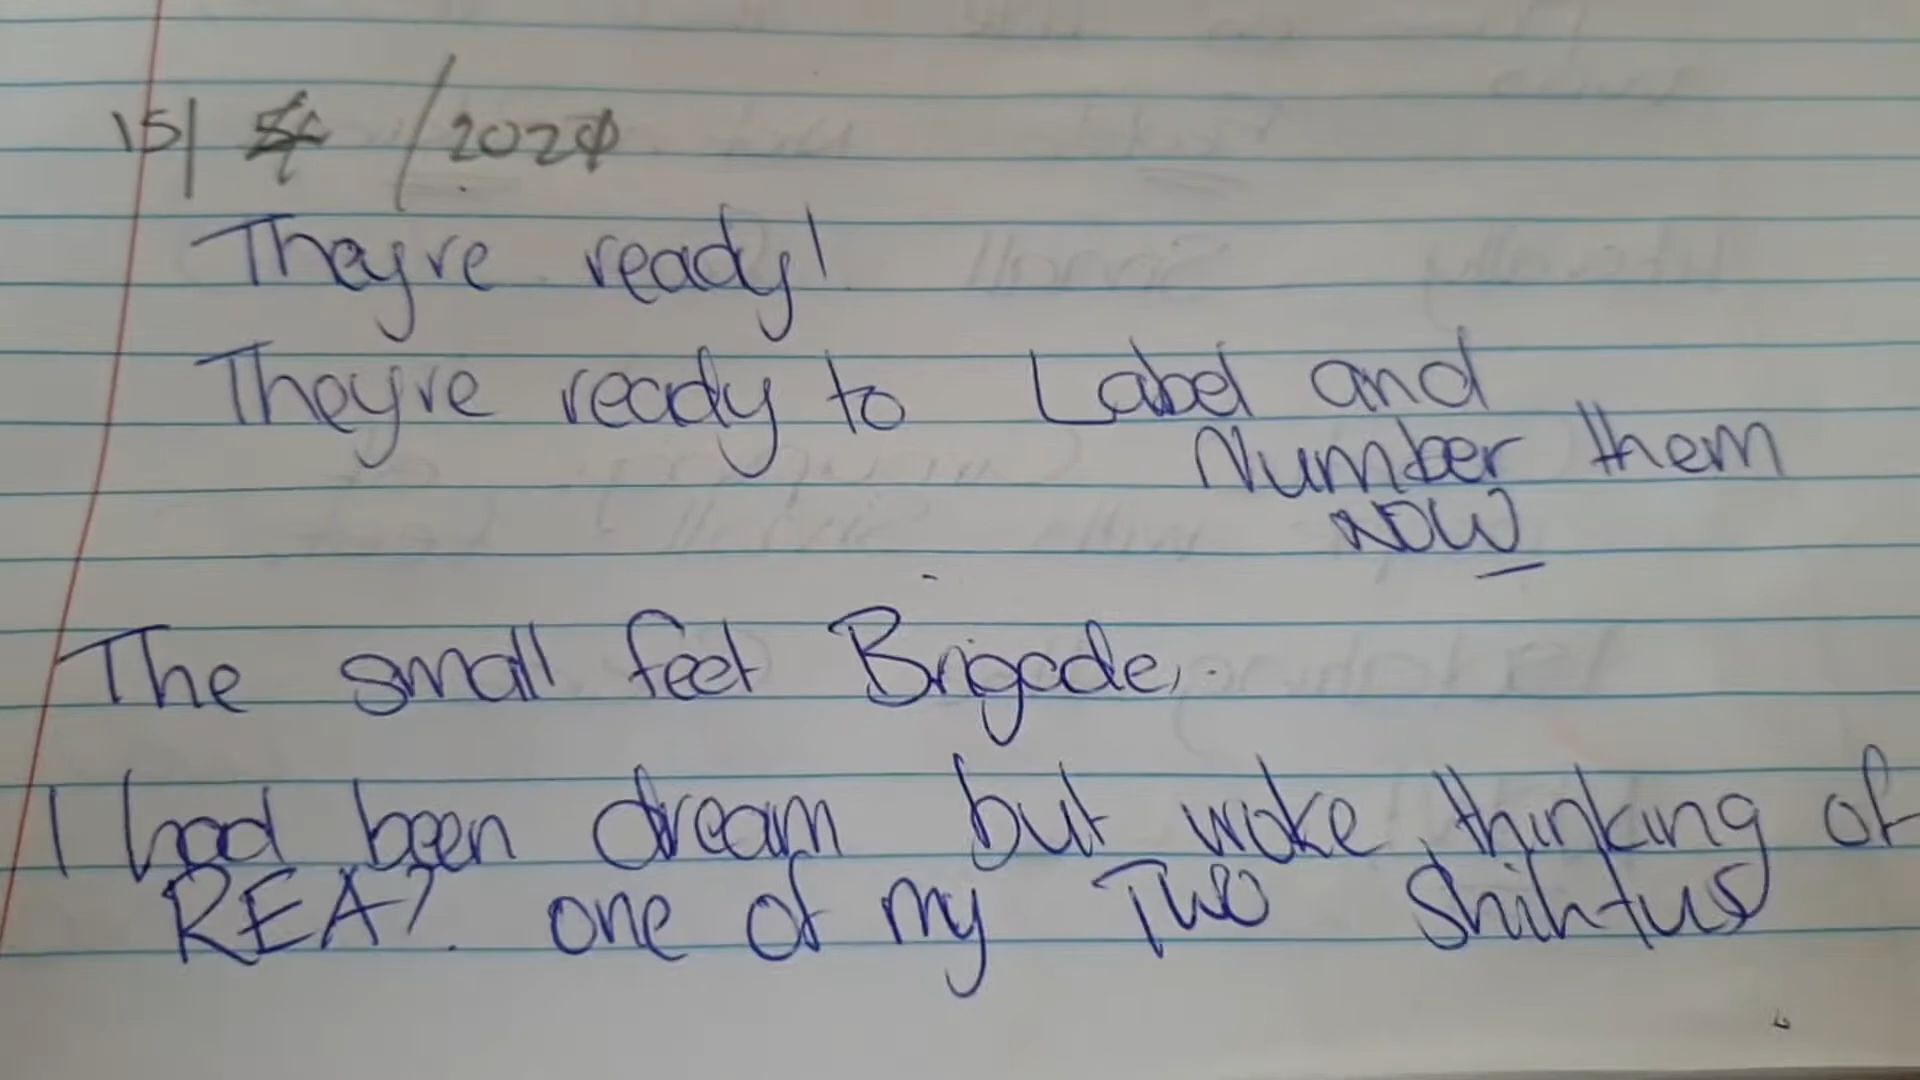 15/ /202
Theyre ready!
Theyre ready to Label and
Number them
NOW
The small feet Brigade.
I had been dream but woke thinking of
REA? one of my Two Shihtus